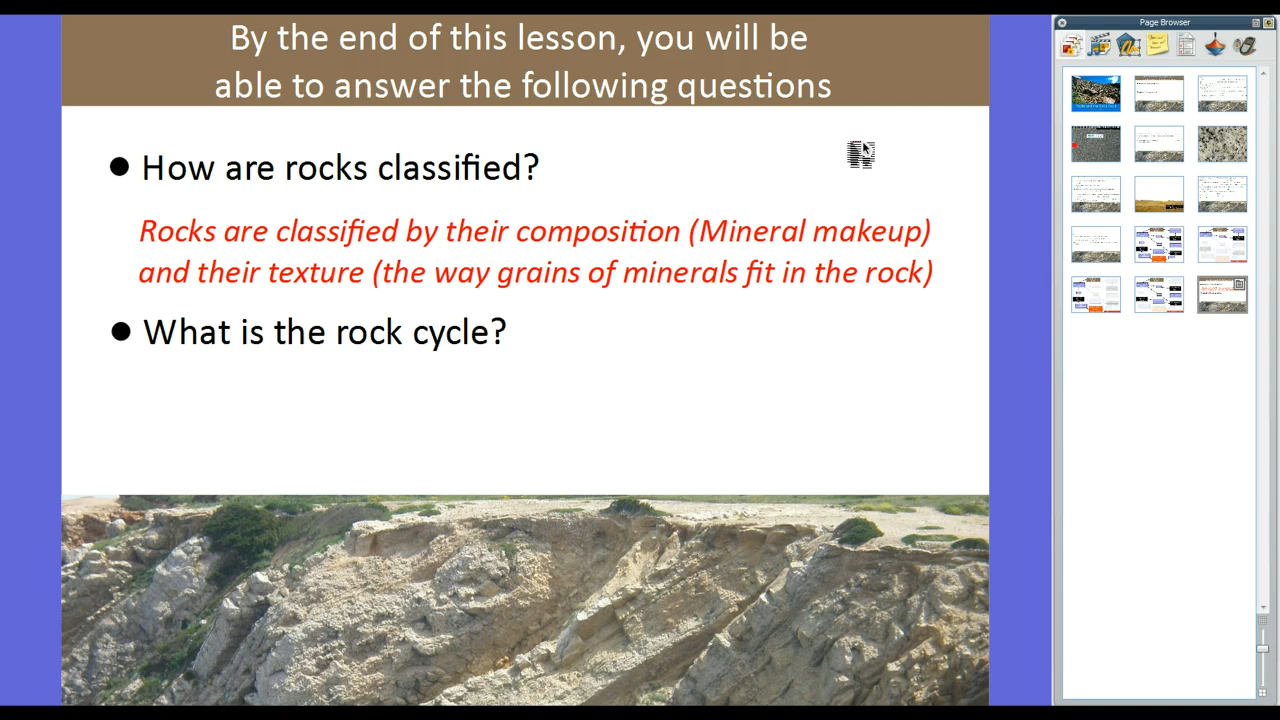 By the end of this lesson, you will be
able to answer the following questions
● How are rocks classified?
Rocks are classified by their composition (Mineral makeup)
and their texture (the way grains of minerals fit in the rock)
● What is the rock cycle?
Page Browser